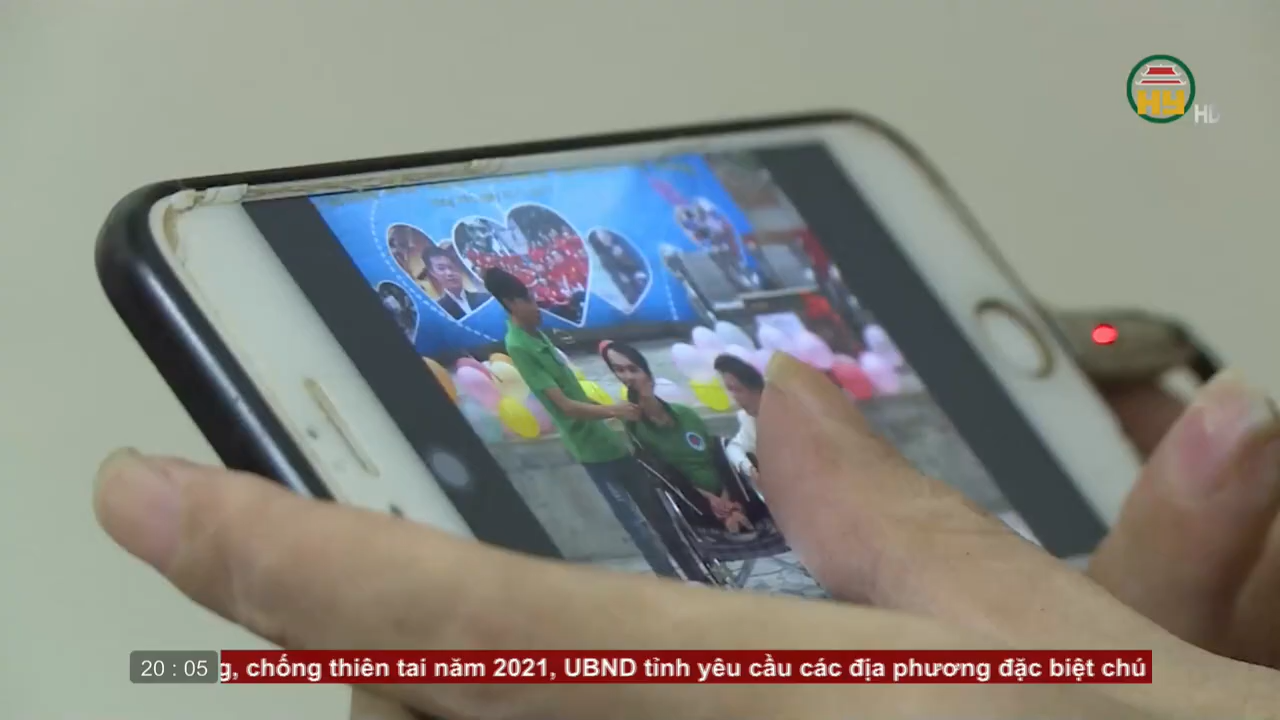 HY
HD
20 : 05
g, chống thiên tai năm 2021, UBND tỉnh yêu cầu các địa phương đặc biệt chú